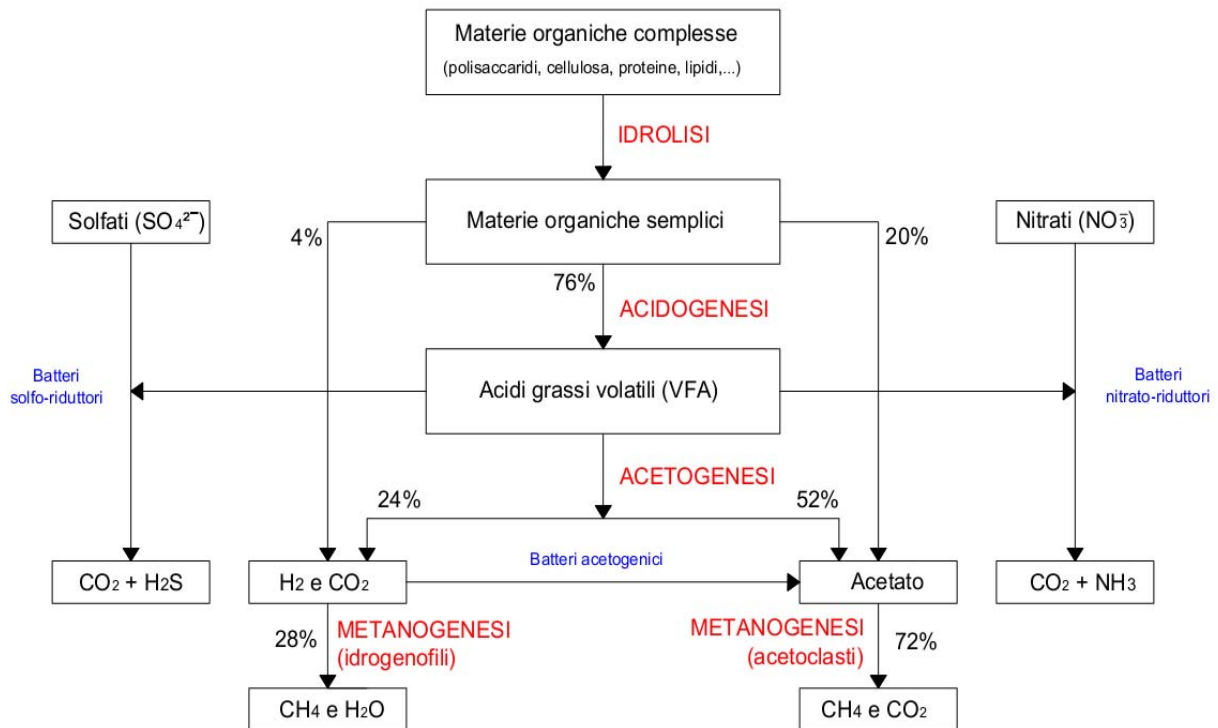 Materie organiche complesse
(polisaccaridi, cellulosa, proteine, lipidi,...)
IDROLISI
Solfati (SO₄²⁻)
Materie organiche semplici
Nitrati (NO₃⁻)
4%
20%
76%
ACIDOGENESI
Batteri
solfo-riduttori
Acidi grassi volatili (VFA)
Batteri
nitrato-riduttori
ACETOGENESI
24%
52%
CO₂ + H₂S
H₂ e CO₂
Batteri acetogenici
Acetato
CO₂ + NH₃
28%
METANOGENESI
(idrogenofili)
METANOGENESI
(acetoclasti)
72%
CH₄ e H₂O
CH₄ e CO₂